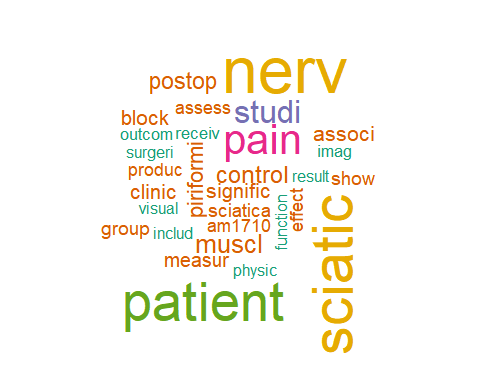 nerv
postop
assess
studi
block
outcom
receiv
pain
associ
surgeri
imag
produc
piriformi
control
result
show
clinic
signific
visual
sciatica
effect
am1710
function
group
includ
muscl
measur
physic
sciatic
patient